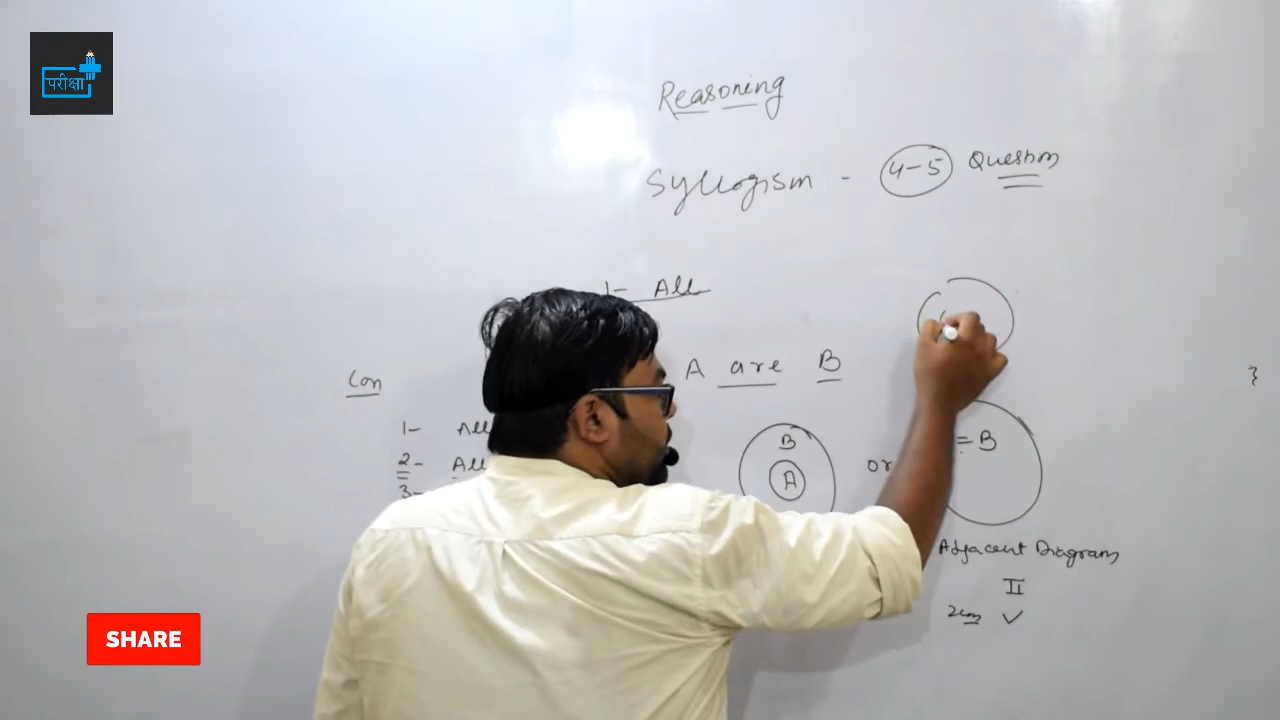 परीक्षा
Reasoning
Syllogism - 4-5 Question
1- All
A are B
Con
1- All
2- All
3-
B
A
or
= B
Adjacent Diagram
II
SHARE